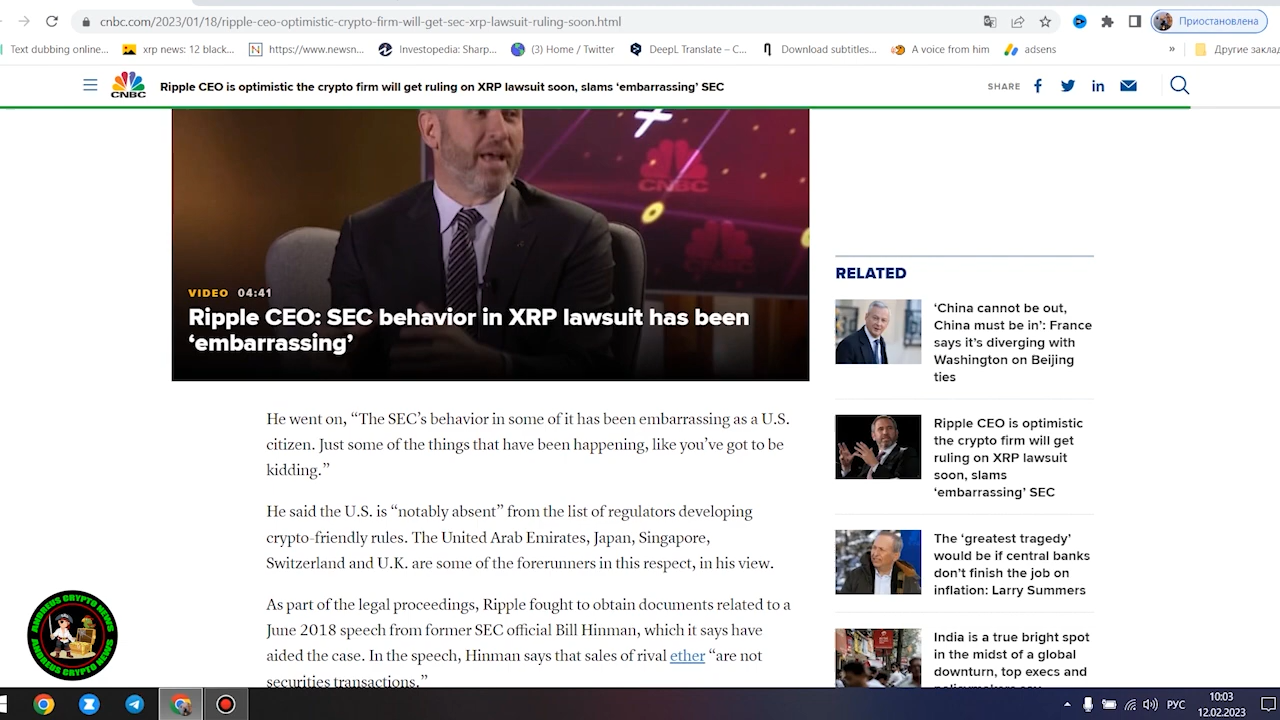 cnbc.com/2023/01/18/ripple-ceo-optimistic-crypto-firm-will-get-sec-xrp-lawsuit-ruling-soon.html
Приостановлена
Text dubbing online...
xrp news: 12 black...
https://www.newsn...
Investopedia: Sharp...
(3) Home / Twitter
DeepL Translate – C...
Download subtitles...
A voice from him
adsens
»
Другие закла
CNBC
Ripple CEO is optimistic the crypto firm will get ruling on XRP lawsuit soon, slams ‘embarrassing’ SEC
SHARE
CNBC
VIDEO 04:41
Ripple CEO: SEC behavior in XRP lawsuit has been
‘embarrassing’
He went on, “The SEC’s behavior in some of it has been embarrassing as a U.S.
citizen. Just some of the things that have been happening, like you’ve got to be
kidding.”
He said the U.S. is “notably absent” from the list of regulators developing
crypto-friendly rules. The United Arab Emirates, Japan, Singapore,
Switzerland and U.K. are some of the forerunners in this respect, in his view.
As part of the legal proceedings, Ripple fought to obtain documents related to a
June 2018 speech from former SEC official Bill Hinman, which it says have
aided the case. In the speech, Hinman says that sales of rival ether “are not
securities transactions.”
RELATED
‘China cannot be out,
China must be in’: France
says it’s diverging with
Washington on Beijing
ties
Ripple CEO is optimistic
the crypto firm will get
ruling on XRP lawsuit
soon, slams
‘embarrassing’ SEC
The ‘greatest tragedy’
would be if central banks
don’t finish the job on
inflation: Larry Summers
India is a true bright spot
in the midst of a global
downturn, top execs and
ANDREUS CRYPTO NEWS
ANDREUS CRYPTO NEWS
РУС
10:03
12.02.2023